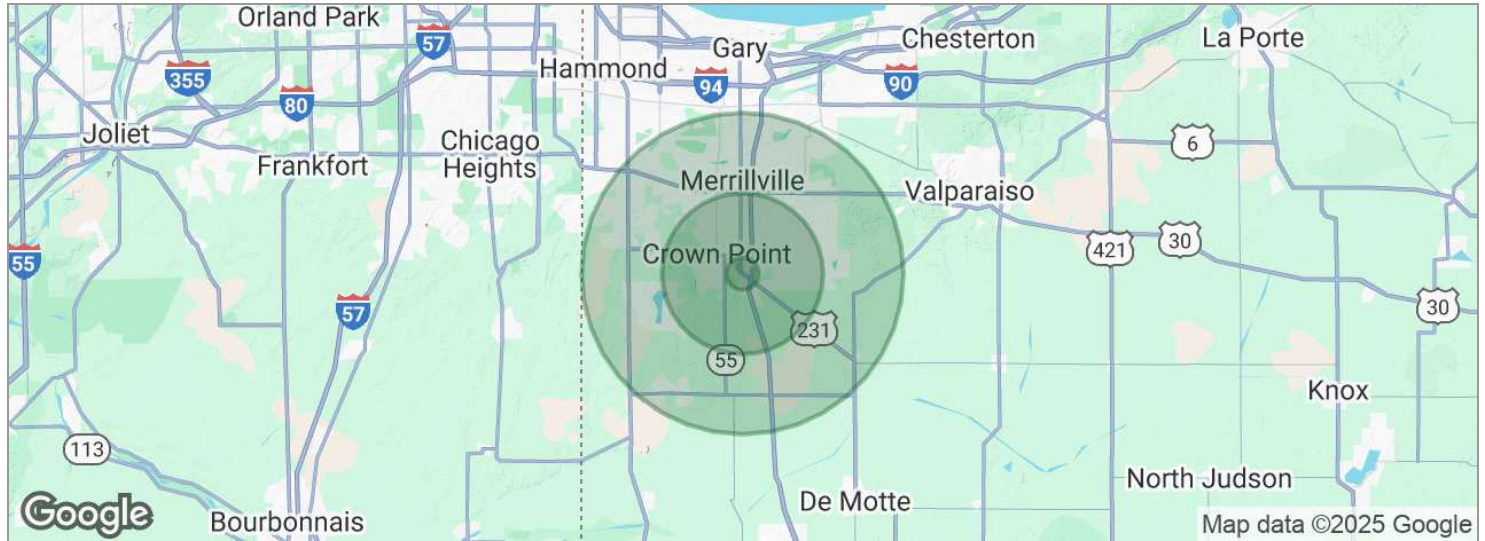 Orland Park
57
Gary
Chesterton
La Porte
355
Hammond
94
90
80
Joliet
Chicago
Heights
6
Frankfort
Merrillville
Valparaiso
Crown Point
421
30
55
57
30
231
55
Knox
113
North Judson
De Motte
Google
Bourbonnais
Map data ©2025 Google